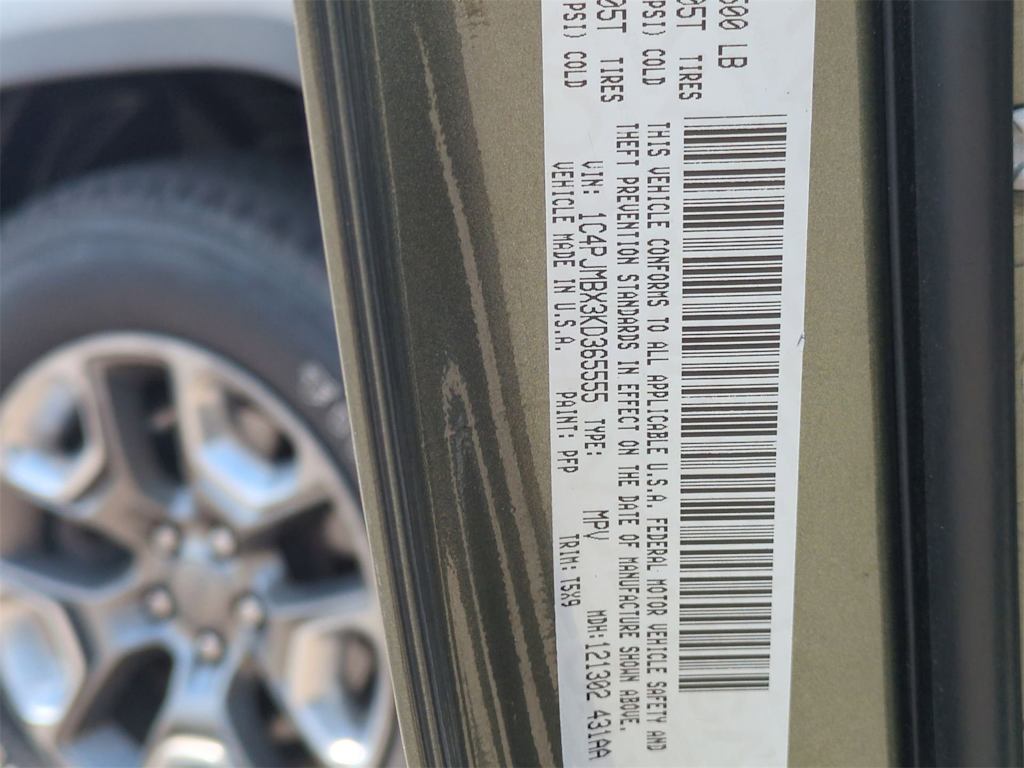 600 LB
05T TIRES
PSI) COLD
05T TIRES
PSI) COLD
THIS VEHICLE CONFORMS TO ALL APPLICABLE U.S.A. FEDERAL MOTOR VEHICLE SAFETY AND
THEFT PREVENTION STANDARDS IN EFFECT ON THE DATE OF MANUFACTURE SHOWN ABOVE.
VIN: 1C4PJMBX3KD365555 TYPE: MPV MDH:121302 431AA
VEHICLE MADE IN U.S.A. PAINT: PFP TRIM: T5X9